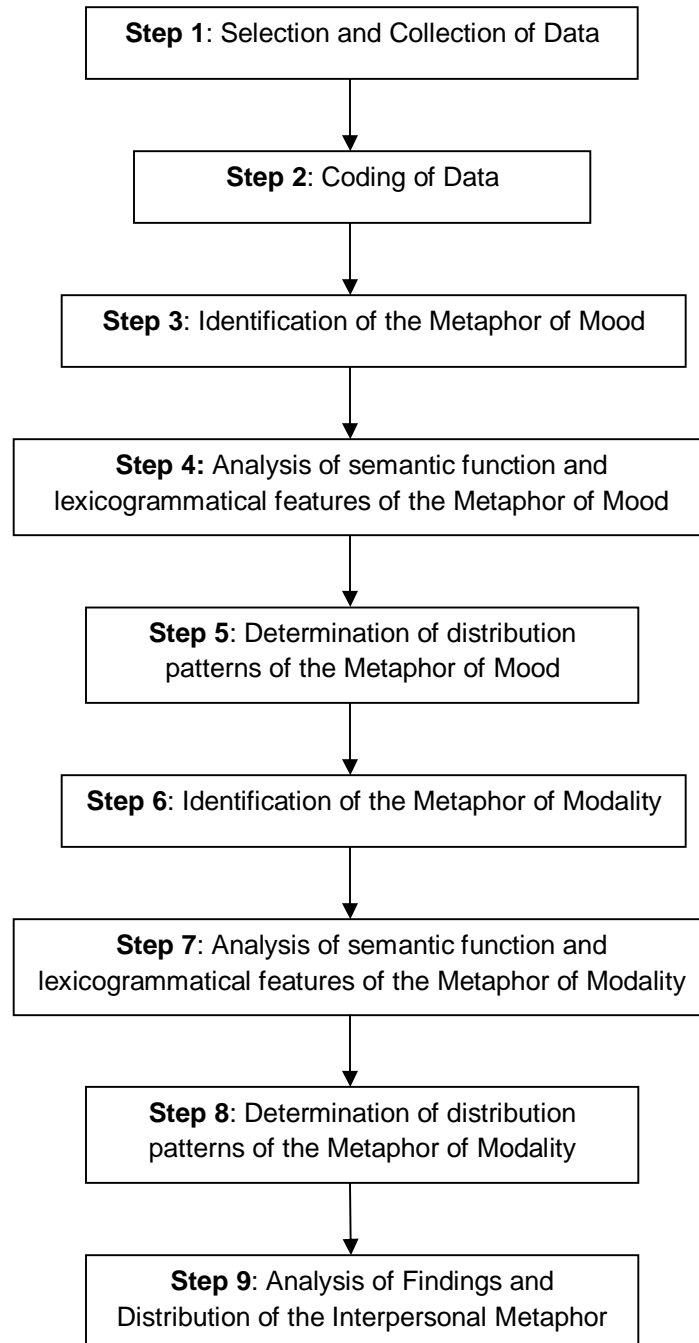 Step 1: Selection and Collection of Data
Step 2: Coding of Data
Step 3: Identification of the Metaphor of Mood
Step 4: Analysis of semantic function and
lexicogrammatical features of the Metaphor of Mood
Step 5: Determination of distribution
patterns of the Metaphor of Mood
Step 6: Identification of the Metaphor of Modality
Step 7: Analysis of semantic function and
lexicogrammatical features of the Metaphor of Modality
Step 8: Determination of distribution
patterns of the Metaphor of Modality
Step 9: Analysis of Findings and
Distribution of the Interpersonal Metaphor